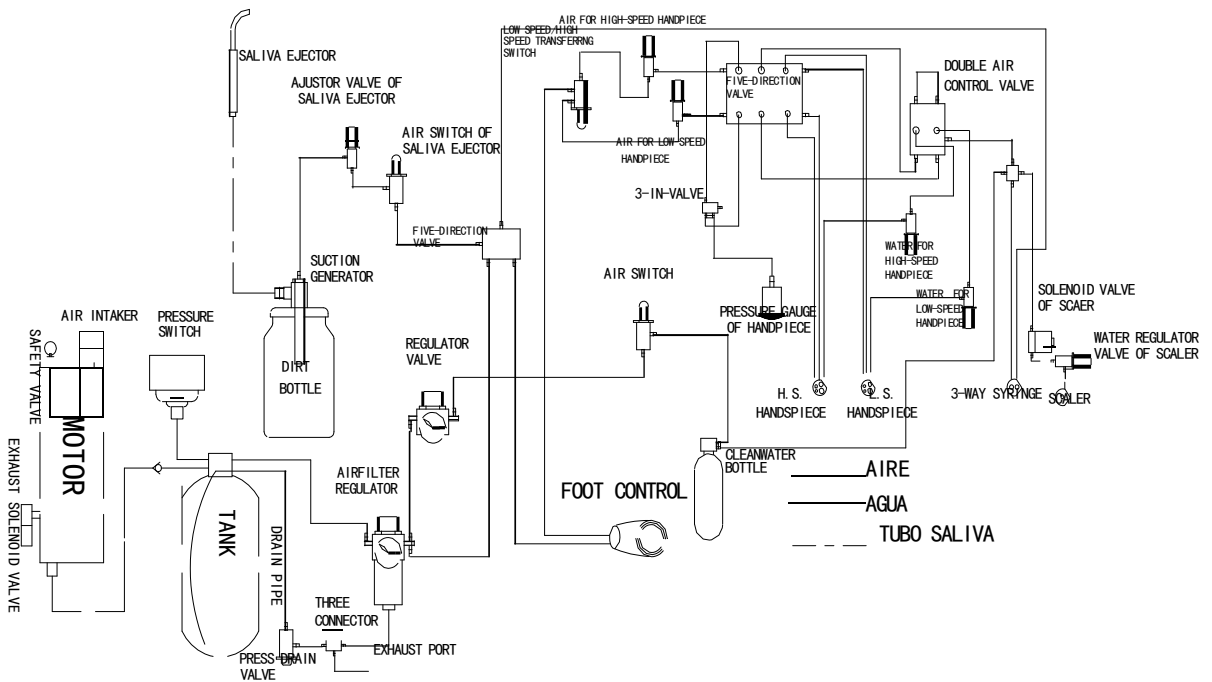 AIR FOR HIGH-SPEED HANDPIECE
LOW SPEED/HIGH
SPEED TRANSFERRNG
SWITCH
SALIVA EJECTOR
AJUSTOR VALVE OF
SALIVA EJECTOR
AIR SWITCH OF
SALIVA EJECTOR
FIVE-DIRECTION
VALVE
DOUBLE AIR
CONTROL VALVE
AIR FOR LOW-SPEED
HANDPIECE
3-IN-VALVE
FIVE-DIRECTION
VALVE
SUCTION
GENERATOR
AIR SWITCH
WATER FOR
HIGH-SPEED
HANDPIECE
WATER FOR
LOW-SPEED
HANDPIECE
SOLENOID VALVE
OF SCAER
PRESSURE GAUGE
OF HANDPIECE
WATER REGULATOR
VALVE OF SCALER
AIR INTAKER
PRESSURE
SWITCH
SAFETY VALVE
DIRT
BOTTLE
REGULATOR
VALVE
H.S.
HANDSPIECE
L.S.
HANDSPIECE
3-WAY SYRINGE
SCALER
MOTOR
EXHAUST SOLENOID VALVE
AIRFILTER
REGULATOR
CLEANWATER
BOTTLE
FOOT CONTROL
AIRE
AGUA
TUBO SALIVA
TANK
DRAIN PIPE
THREE
CONNECTOR
EXHAUST PORT
PRESS DRAIN
VALVE